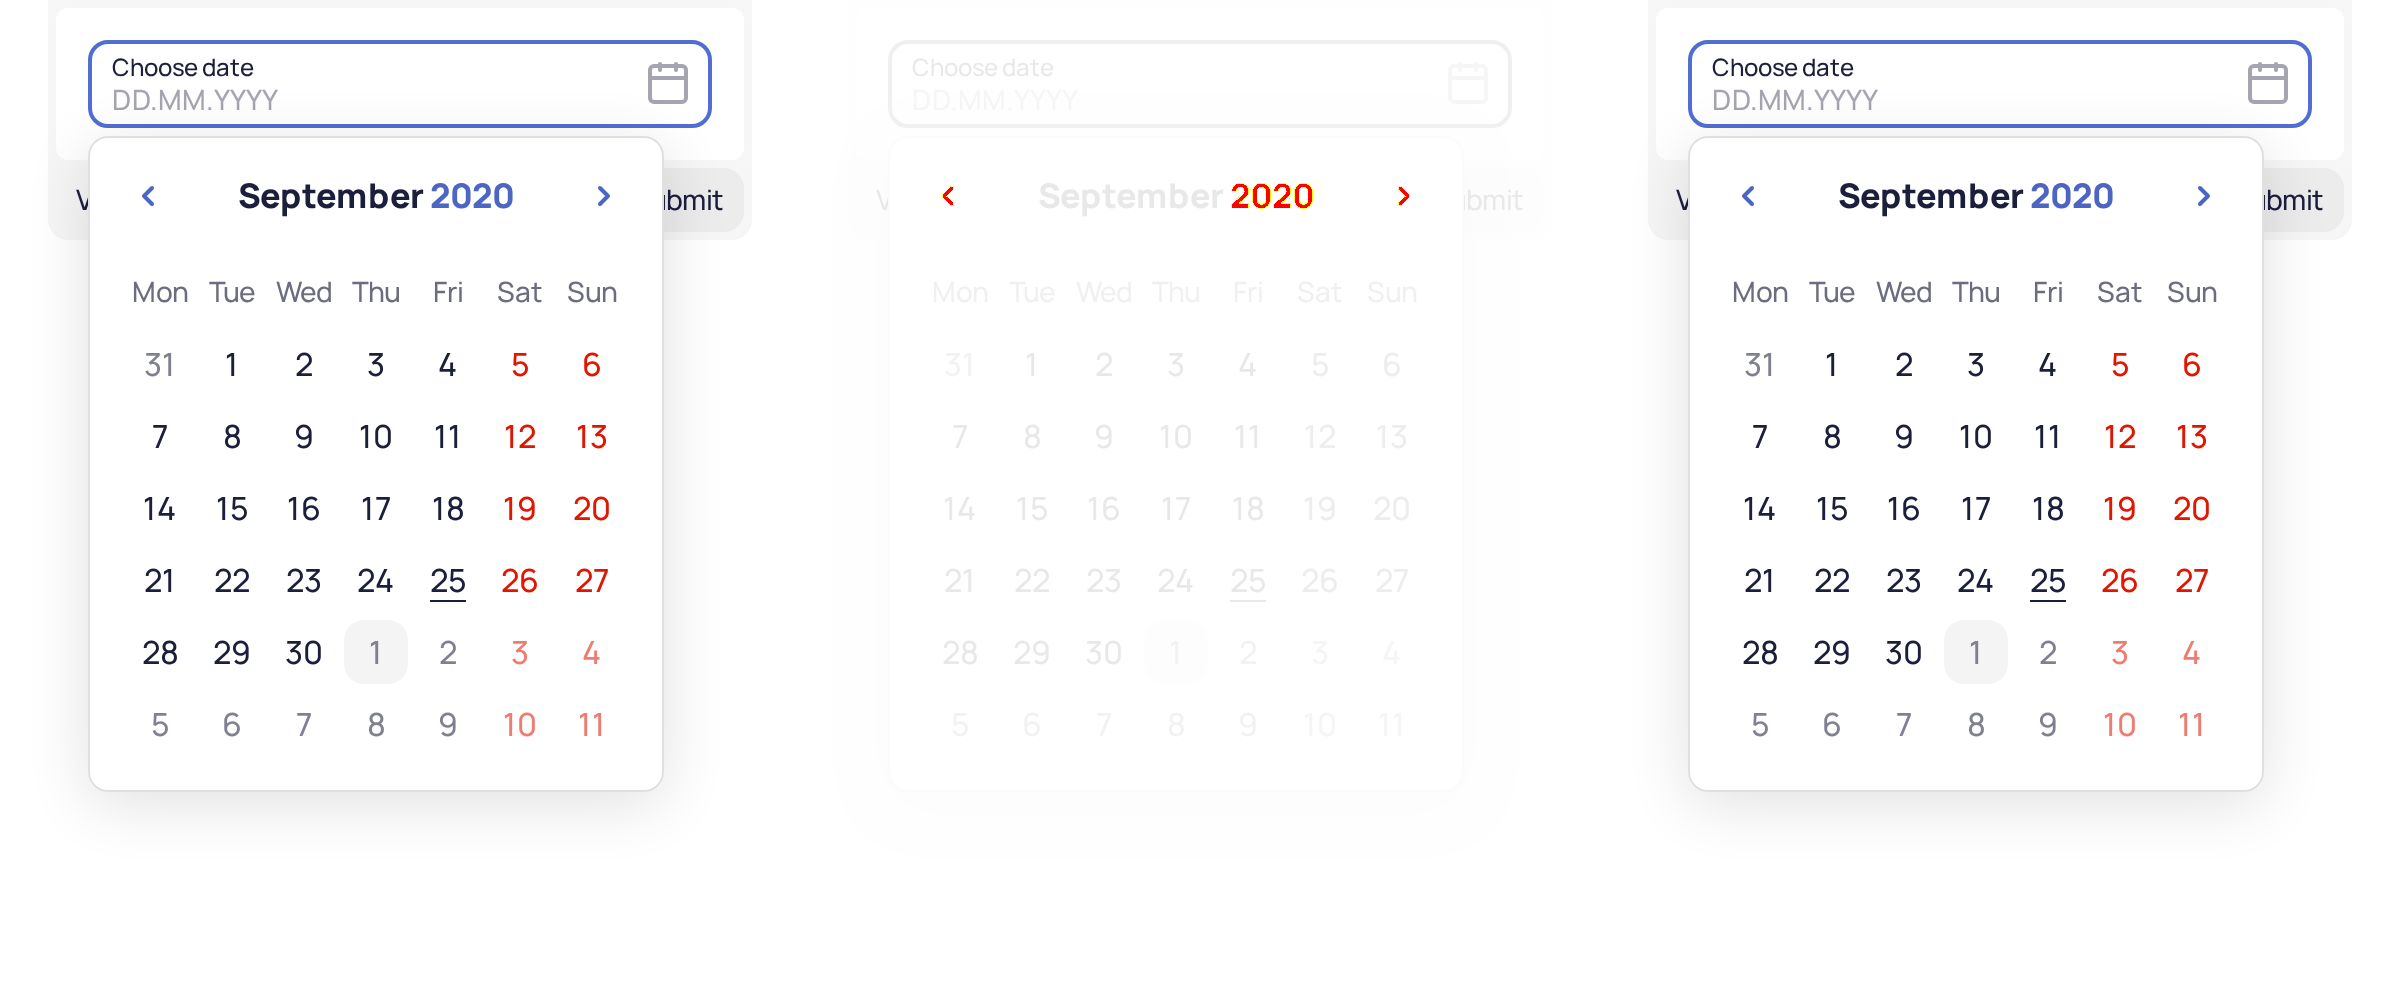 Choose date
DD.MM.YYYY
V
ubmit
September 2020
Mon Tue Wed Thu Fri Sat Sun
31 1 2 3 4 5 6
7 8 9 10 11 12 13
14 15 16 17 18 19 20
21 22 23 24 25 26 27
28 29 30 1 2 3 4
5 6 7 8 9 10 11
Choose date
DD.MM.YYYY
V
ubmit
September 2020
Mon Tue Wed Thu Fri Sat Sun
31 1 2 3 4 5 6
7 8 9 10 11 12 13
14 15 16 17 18 19 20
21 22 23 24 25 26 27
28 29 30 1 2 3 4
5 6 7 8 9 10 11
Choose date
DD.MM.YYYY
V
ubmit
September 2020
Mon Tue Wed Thu Fri Sat Sun
31 1 2 3 4 5 6
7 8 9 10 11 12 13
14 15 16 17 18 19 20
21 22 23 24 25 26 27
28 29 30 1 2 3 4
5 6 7 8 9 10 11